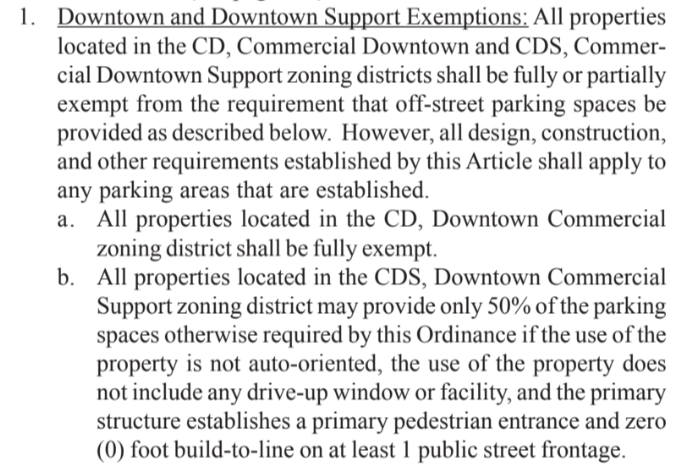 1. Downtown and Downtown Support Exemptions: All properties
located in the CD, Commercial Downtown and CDS, Commer-
cial Downtown Support zoning districts shall be fully or partially
exempt from the requirement that off-street parking spaces be
provided as described below. However, all design, construction,
and other requirements established by this Article shall apply to
any parking areas that are established.
a. All properties located in the CD, Downtown Commercial
zoning district shall be fully exempt.
b. All properties located in the CDS, Downtown Commercial
Support zoning district may provide only 50% of the parking
spaces otherwise required by this Ordinance if the use of the
property is not auto-oriented, the use of the property does
not include any drive-up window or facility, and the primary
structure establishes a primary pedestrian entrance and zero
(0) foot build-to-line on at least 1 public street frontage.